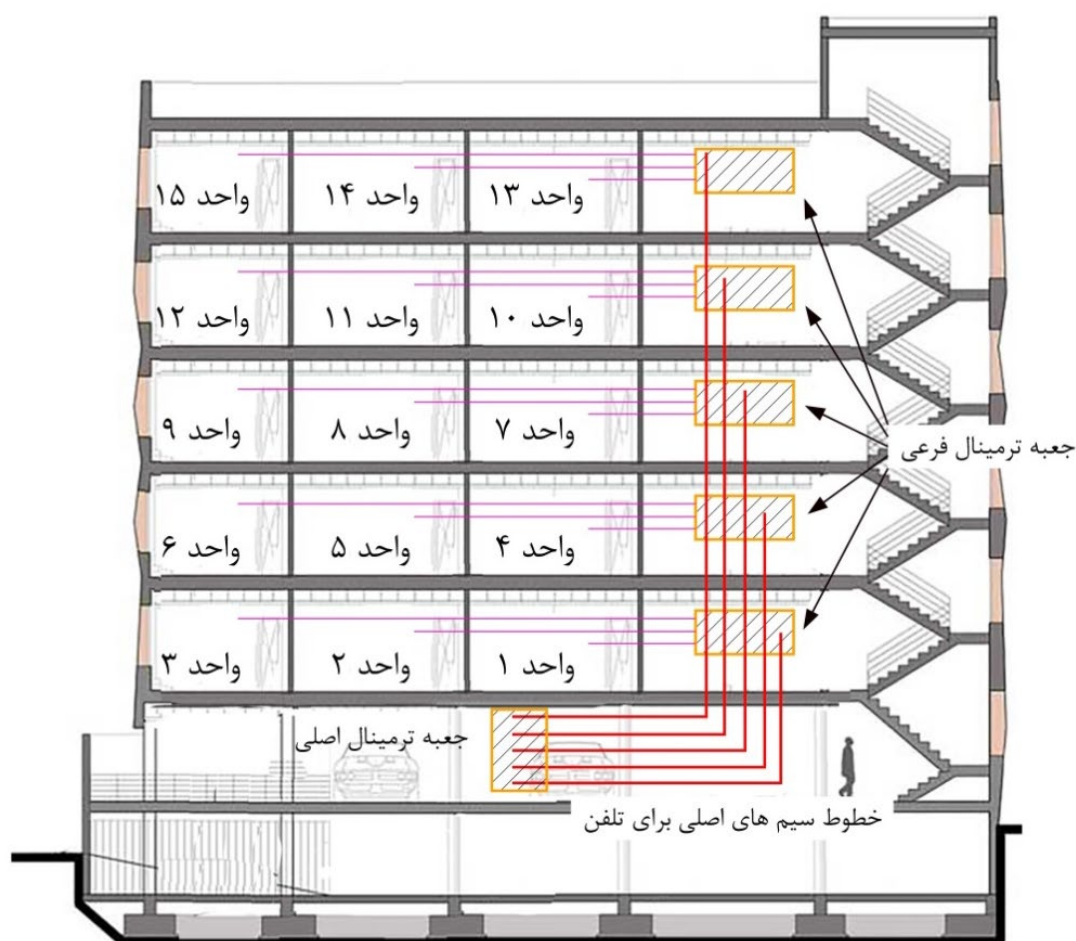 واحد ۱۳
واحد ۱۴
واحد ۱۵
واحد ۱۰
واحد ۱۱
واحد ۱۲
واحد ۷
واحد ۸
واحد ۹
جعبه ترمینال فرعی
واحد ۴
واحد ۵
واحد ۶
واحد ۱
واحد ۲
واحد ۳
جعبه ترمینال اصلی
خطوط سیم های اصلی برای تلفن